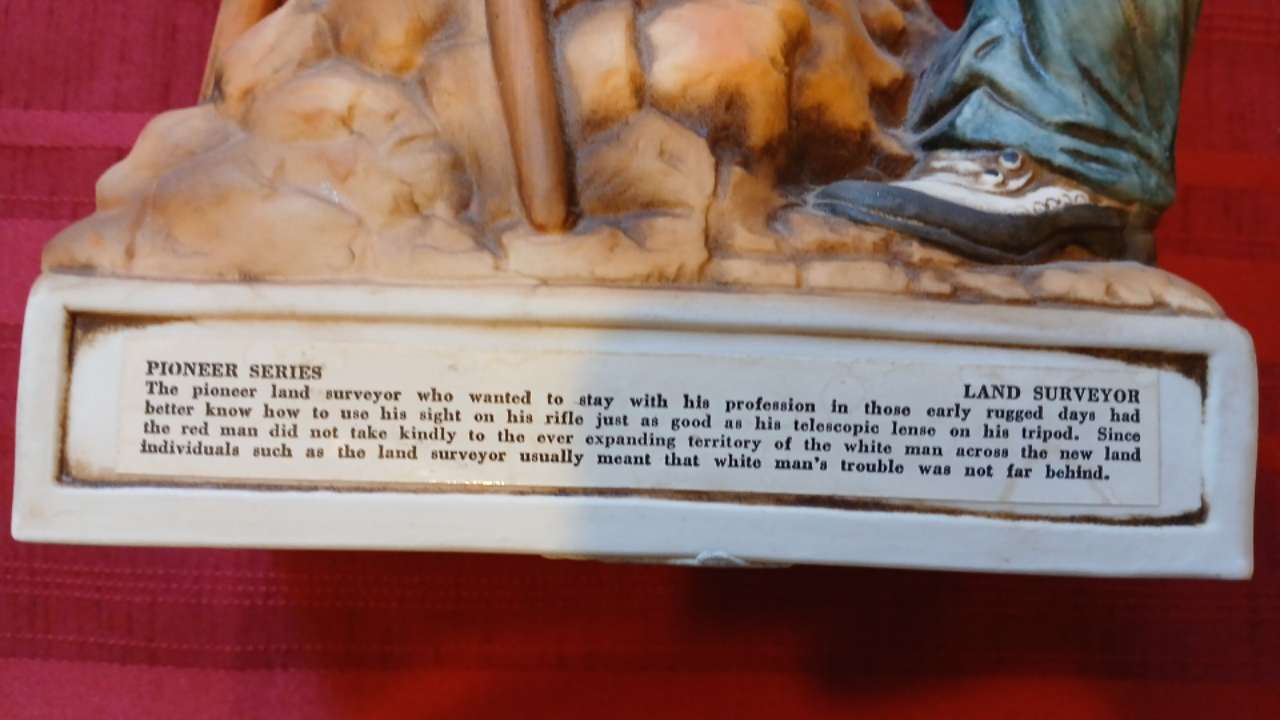 PIONEER SERIES LAND SURVEYOR
The pioneer land surveyor who wanted to stay with his profession in those early rugged days had
better know how to use his sight on his rifle just as good as his telescopic lense on his tripod. Since
the red man did not take kindly to the ever expanding territory of the white man across the new land
individuals such as the land surveyor usually meant that white man's trouble was not far behind.